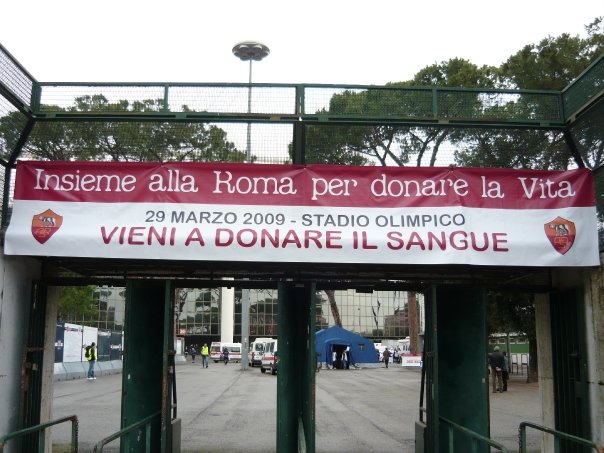 Insieme alla Roma per donare la Vita
29 MARZO 2009 - STADIO OLIMPICO
VIENI A DONARE IL SANGUE